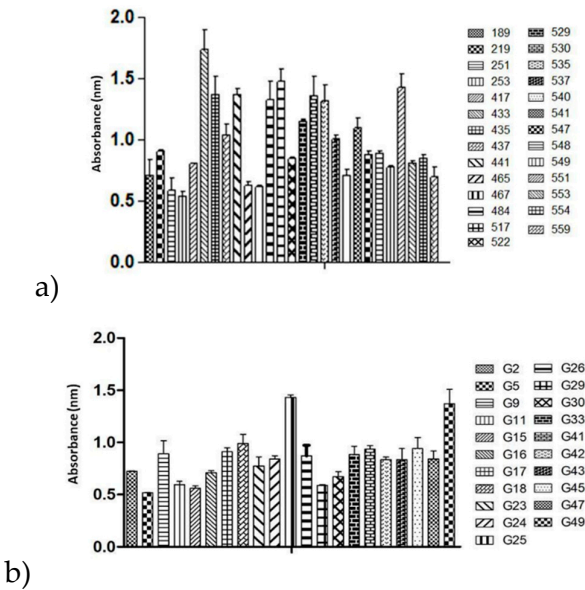 2.0
1.5
1.0
0.5
0.0
Absorbance (nm)
189 529
219 530
251 535
253 537
417 540
433 541
435 547
437 548
441 549
465 551
467 553
484 554
517 559
522
a)
2.0
1.5
1.0
0.5
0.0
Absorbance (nm)
G2 G26
G5 G29
G9 G30
G11 G33
G15 G41
G16 G42
G17 G43
G18 G45
G23 G47
G24 G49
G25
b)